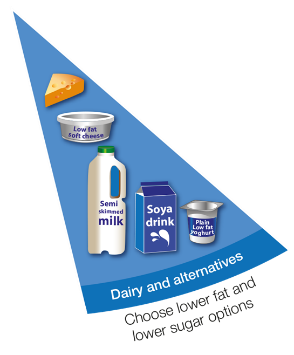 Low fat
soft cheese
Semi
skimmed
milk
Soya
drink
Plain
Low fat
yoghurt
Dairy and alternatives
Choose lower fat and
lower sugar options